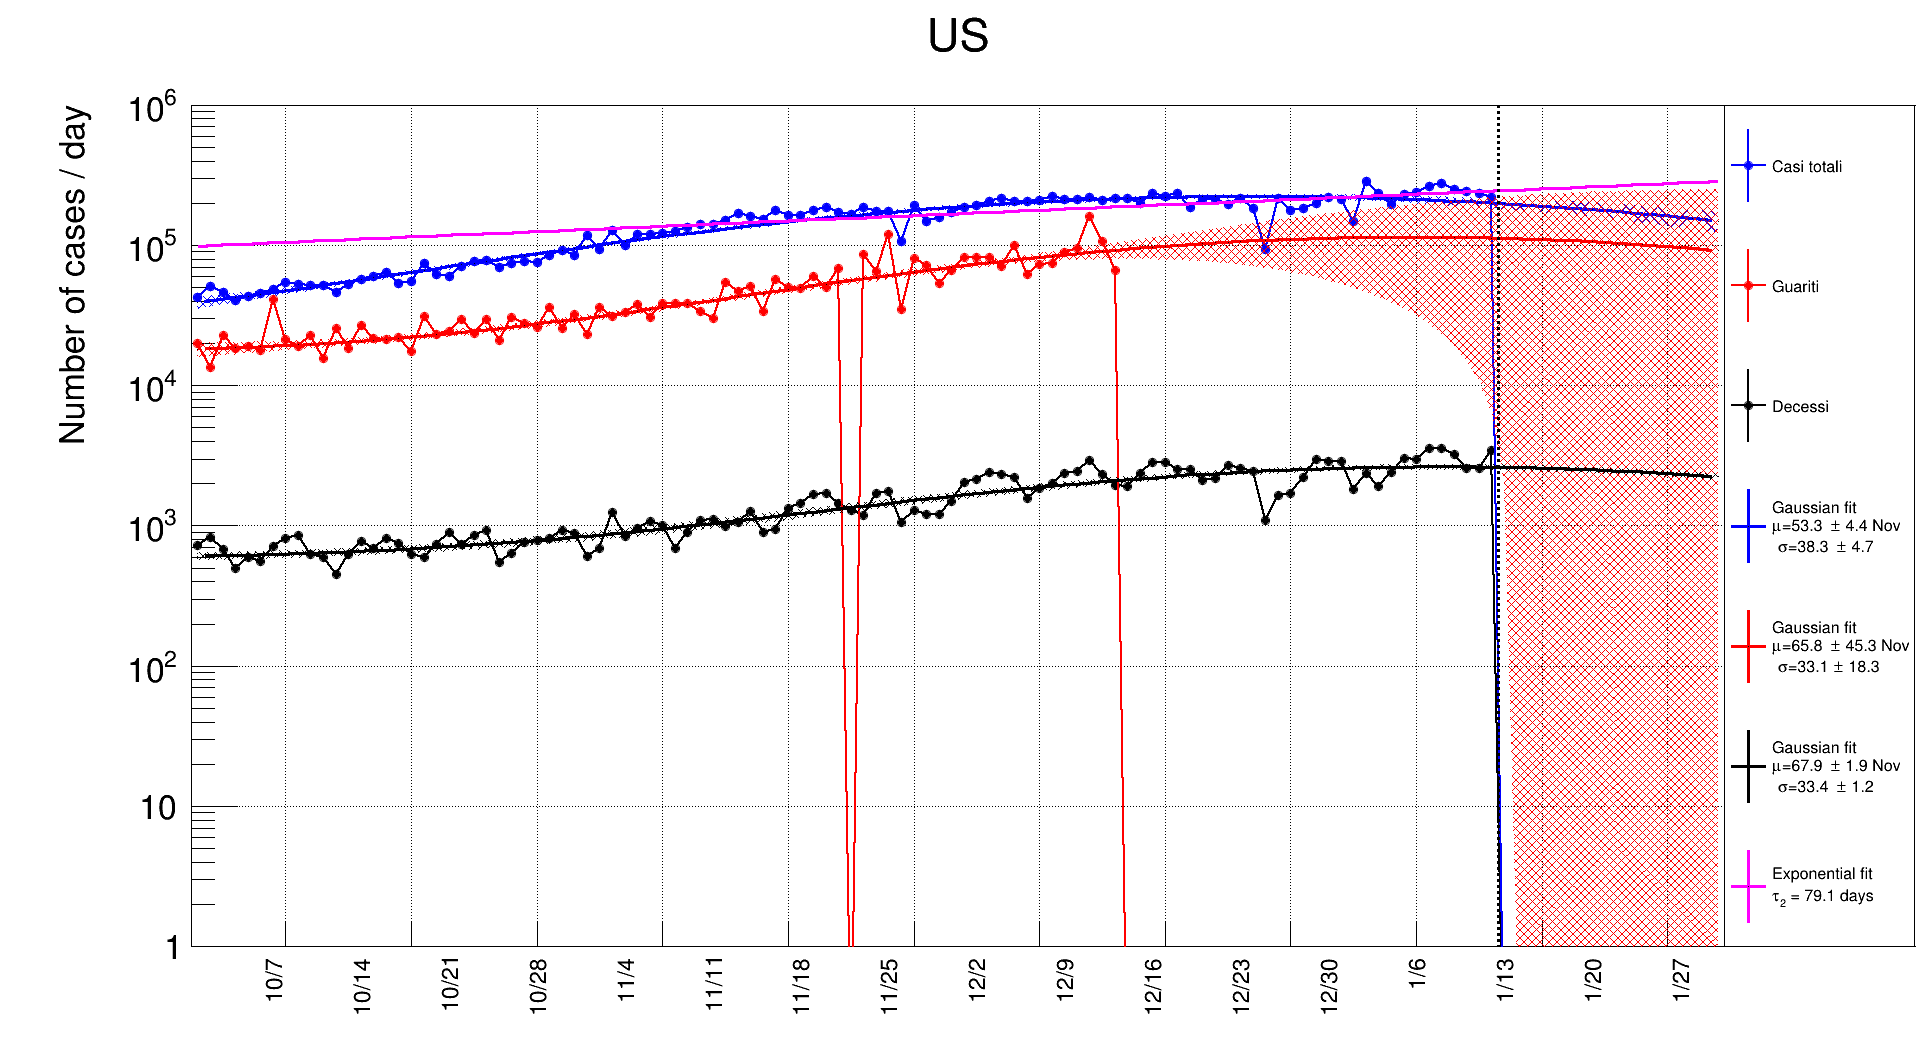 US
Number of cases / day
10^6
10^5
10^4
10^3
10^2
10
1
10/7
10/14
10/21
10/28
11/4
11/11
11/18
11/25
12/2
12/9
12/16
12/23
12/30
1/6
1/13
1/20
1/27
Casi totali
Guariti
Decessi
Gaussian fit
μ=53.3 ± 4.4 Nov
σ=38.3 ± 4.7
Gaussian fit
μ=65.8 ± 45.3 Nov
σ=33.1 ± 18.3
Gaussian fit
μ=67.9 ± 1.9 Nov
σ=33.4 ± 1.2
Exponential fit
τ₂ = 79.1 days